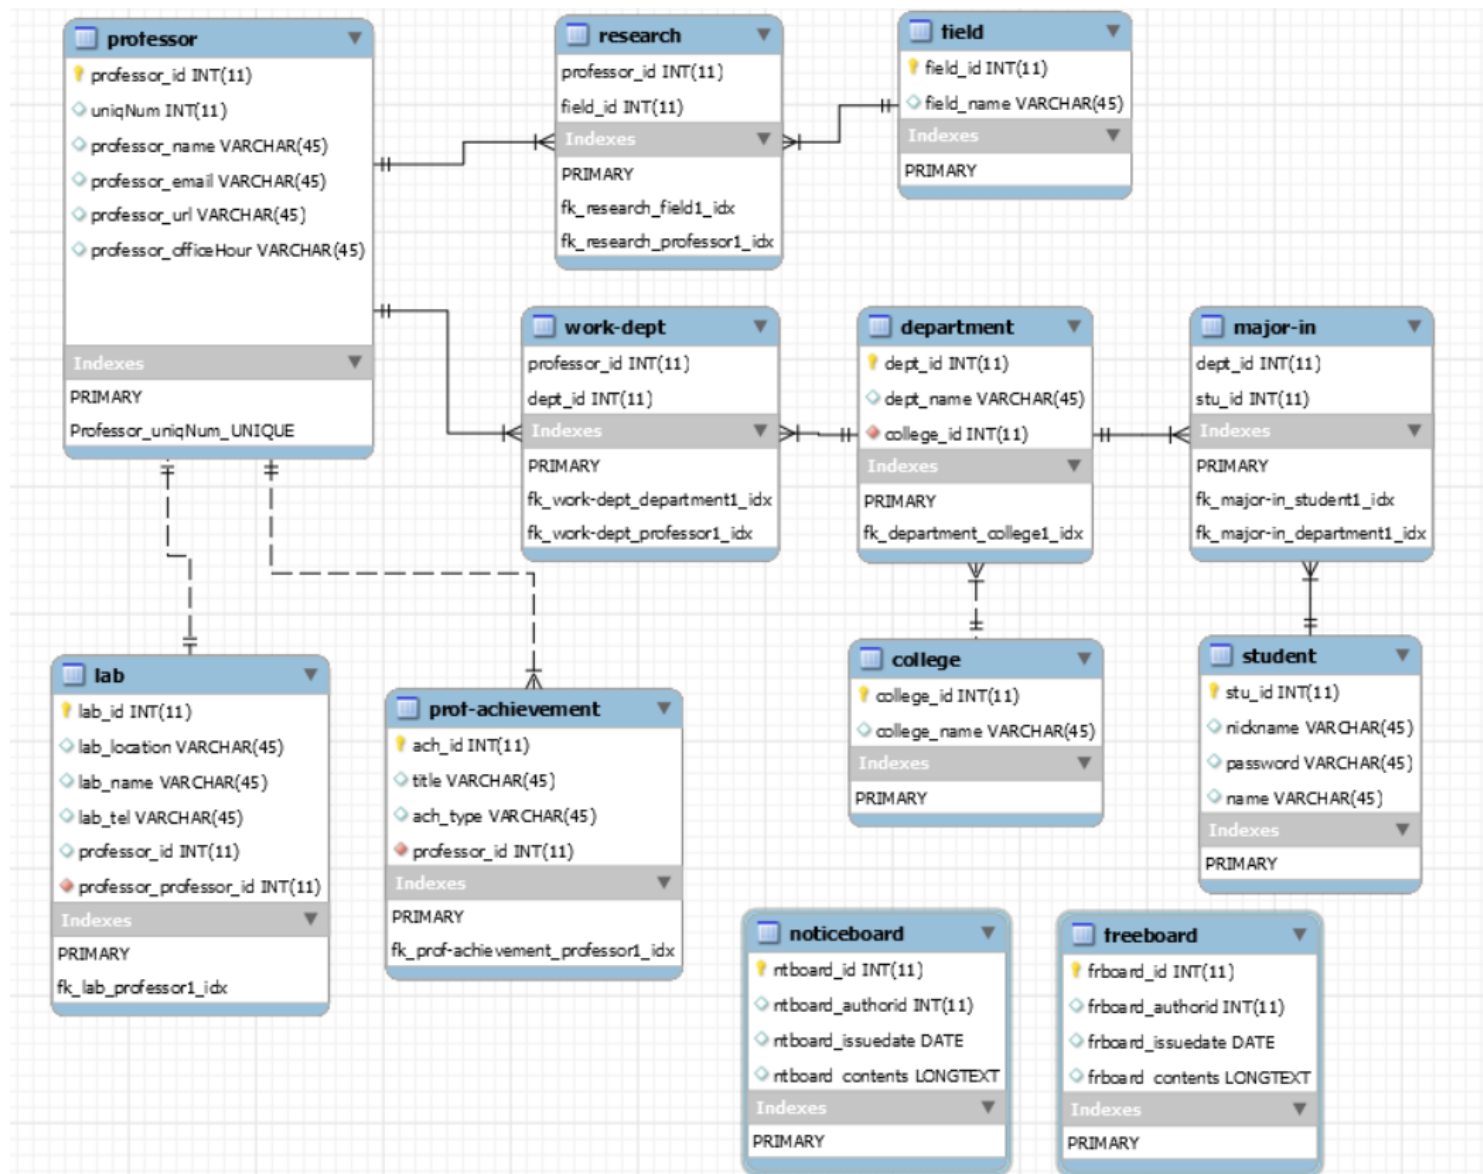 professor
professor_id INT(11)
uniqNum INT(11)
professor_name VARCHAR(45)
professor_email VARCHAR(45)
professor_url VARCHAR(45)
professor_officeHour VARCHAR(45)
Indexes
PRIMARY
Professor_uniqNum_UNIQUE
research
professor_id INT(11)
field_id INT(11)
Indexes
PRIMARY
fk_research_field1_idx
fk_research_professor1_idx
field
field_id INT(11)
field_name VARCHAR(45)
Indexes
PRIMARY
work-dept
professor_id INT(11)
dept_id INT(11)
Indexes
PRIMARY
fk_work-dept_department1_idx
fk_work-dept_professor1_idx
department
dept_id INT(11)
dept_name VARCHAR(45)
college_id INT(11)
Indexes
PRIMARY
fk_department_college1_idx
major-in
dept_id INT(11)
stu_id INT(11)
Indexes
PRIMARY
fk_major-in_student1_idx
fk_major-in_department1_idx
lab
lab_id INT(11)
lab_location VARCHAR(45)
lab_name VARCHAR(45)
lab_tel VARCHAR(45)
professor_id INT(11)
professor_professor_id INT(11)
Indexes
PRIMARY
fk_lab_professor1_idx
prof-achievement
ach_id INT(11)
title VARCHAR(45)
ach_type VARCHAR(45)
professor_id INT(11)
Indexes
PRIMARY
fk_prof-achievement_professor1_idx
college
college_id INT(11)
college_name VARCHAR(45)
Indexes
PRIMARY
student
stu_id INT(11)
nickname VARCHAR(45)
password VARCHAR(45)
name VARCHAR(45)
Indexes
PRIMARY
noticeboard
ntboard_id INT(11)
ntboard_authorid INT(11)
ntboard_issuedate DATE
ntboard_contents LONGTEXT
Indexes
PRIMARY
freeboard
frboard_id INT(11)
frboard_authorid INT(11)
frboard_issuedate DATE
frboard_contents LONGTEXT
Indexes
PRIMARY